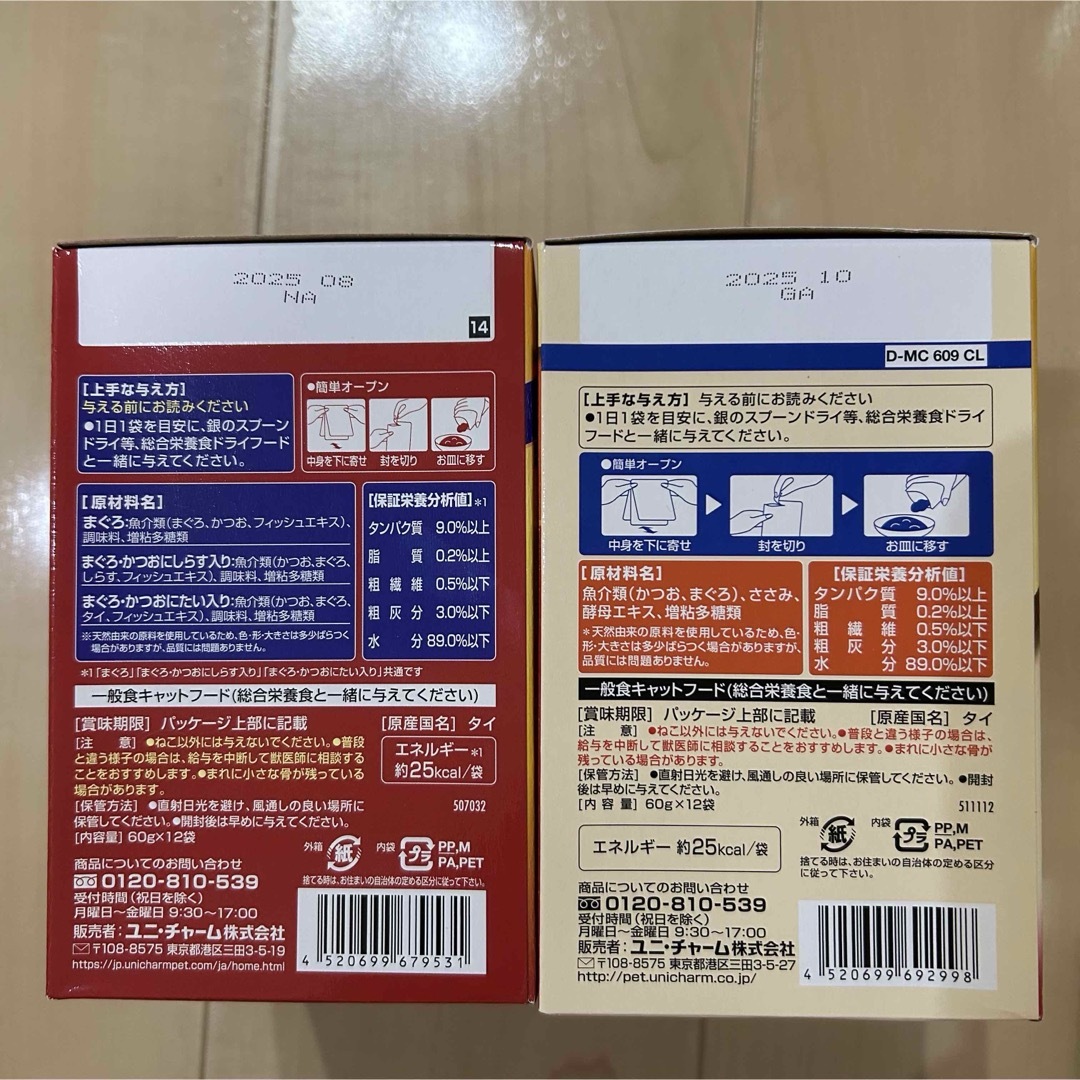 2025 08
NA
14
[上手な与え方]
与える前にお読みください
●1日1袋を目安に、銀のスプーン
ドライ等、総合栄養食ドライフード
と一緒に与えてください。
●簡単オープン
中身を下に寄せ 封を切り お皿に移す
[原材料名]
まぐろ:魚介類(まぐろ、かつお、フィッシュエキス)、
調味料、増粘多糖類
まぐろ・かつおにしらす入り:魚介類(かつお、まぐろ、
しらす、フィッシュエキス)、調味料、増粘多糖類
まぐろ・かつおにたい入り:魚介類(かつお、まぐろ、
タイ、フィッシュエキス)、調味料、増粘多糖類
※天然由来の原料を使用しているため、色・形・大きさは多少ばらつく
場合がありますが、品質には問題ありません。
[保証栄養分析値]*1
タンパク質 9.0%以上
脂質 0.2%以上
粗繊維 0.5%以下
粗灰分 3.0%以下
水分 89.0%以下
*1「まぐろ」「まぐろ・かつおにしらす入り」「まぐろ・かつおにたい入り」共通です
一般食キャットフード(総合栄養食と一緒に与えてください)
[賞味期限] パッケージ上部に記載 [原産国名] タイ
[注 意] ●ねこ以外には与えないでください。●普段
と違う様子の場合は、給与を中断して獣医師に相談する
ことをおすすめします。●まれに小さな骨が残っている
場合があります。
エネルギー*1
約25kcal/袋
507032
[保管方法] ●直射日光を避け、風通しの良い場所に
保管してください。●開封後は早めに与えてください。
[内容量] 60g×12袋
外箱 紙 内袋 プラ PP,M
PA,PET
捨てる時は、お住まいの自治体の定める区分に従って下さい。
商品についてのお問い合わせ
0120-810-539
受付時間(祝日を除く)
月曜日〜金曜日 9:30〜17:00
販売者:ユニ・チャーム株式会社
〒108-8575 東京都港区三田3-5-19
https://jp.unicharmpet.com/ja/home.html
4 520699 679531
2025 10
GA
D-MC 609 CL
[上手な与え方] 与える前にお読みください
●1日1袋を目安に、銀のスプーンドライ等、総合栄養食ドライ
フードと一緒に与えてください。
●簡単オープン
中身を下に寄せ 封を切り お皿に移す
[原材料名]
魚介類(かつお、まぐろ)、ささみ、
酵母エキス、増粘多糖類
*天然由来の原料を使用しているため、色・
形・大きさは多少ばらつく場合がありますが、
品質には問題ありません。
[保証栄養分析値]
タンパク質 9.0%以上
脂質 0.2%以上
粗繊維 0.5%以下
粗灰分 3.0%以下
水分 89.0%以下
一般食キャットフード(総合栄養食と一緒に与えてください)
[賞味期限] パッケージ上部に記載 [原産国名] タイ
[注 意] ●ねこ以外には与えないでください。●普段と違う様子の場合は、
給与を中断して獣医師に相談することをおすすめします。●まれに小さな骨が
残っている場合があります。
[保管方法] ●直射日光を避け、風通しの良い場所に保管してください。●開封
後は早めに与えてください。
[内容量] 60g×12袋
511112
エネルギー 約25kcal/袋
外箱 紙 内袋 プラ PP,M
PA,PET
捨てる時は、お住まいの自治体の定める区分
に従って下さい。
商品についてのお問い合わせ
0120-810-539
受付時間(祝日を除く)
月曜日〜金曜日 9:30〜17:00
販売者:ユニ・チャーム株式会社
〒108-8575 東京都港区三田3-5-27
http://pet.unicharm.co.jp/
4 520699 692998